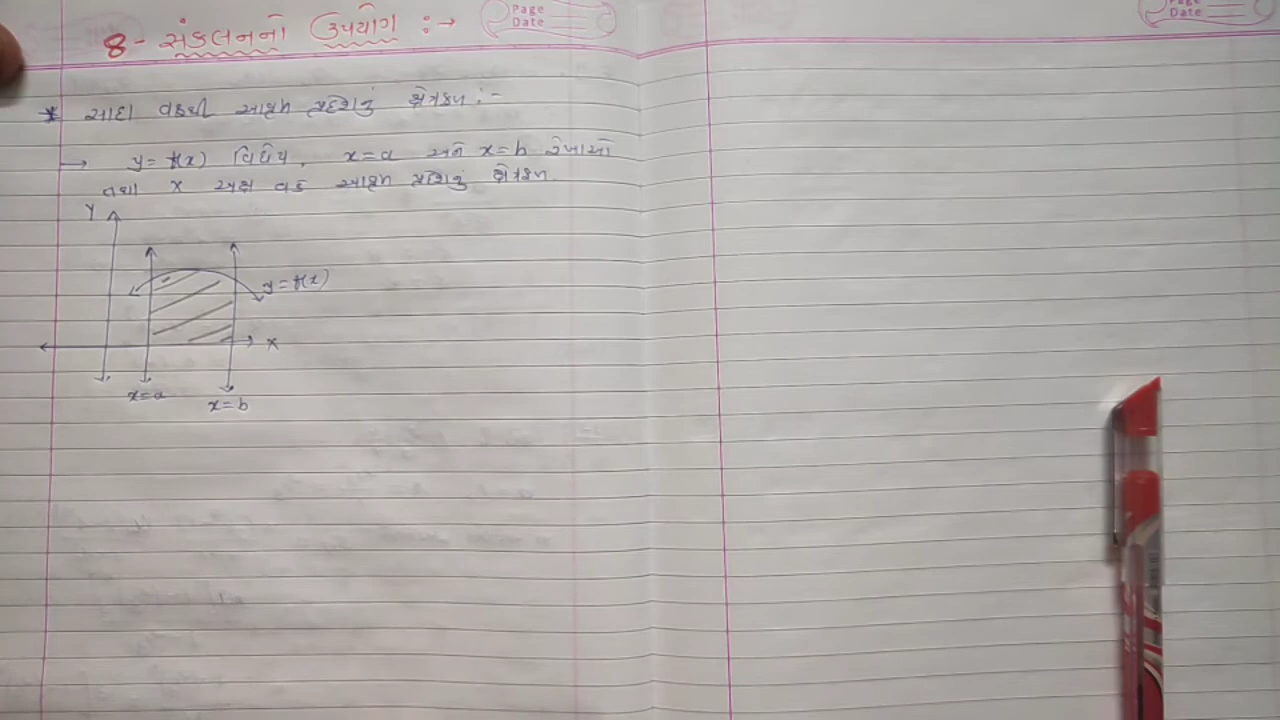 Page
Date
Page
Date
8 - સંકલનનો ઉપયોગ :→
* સાદા વક્રથી આવૃત્ત પ્રદેશનું ક્ષેત્રફળ :-
→ y = f(x) વિધેય, x = a અને x = b રેખાઓ
તથા x અક્ષ વડે આવૃત્ત પ્રદેશનું ક્ષેત્રફળ
Y
y = f(x)
X
x = a
x = b